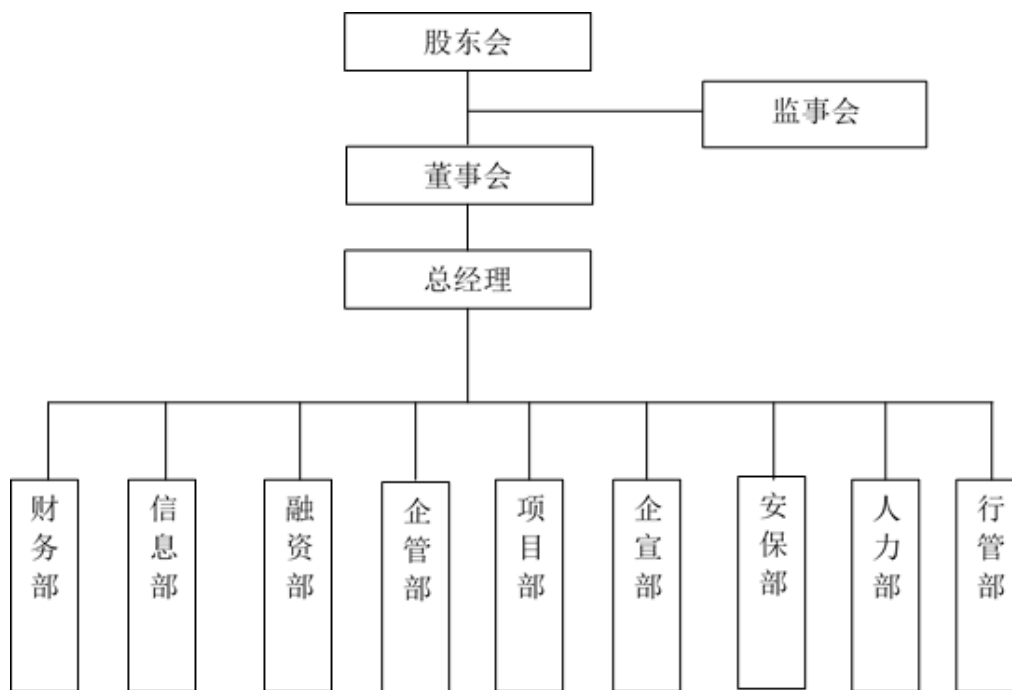 股东会
监事会
董事会
总经理
财务部
信息部
融资部
企管部
项目部
企宣部
安保部
人力部
行管部